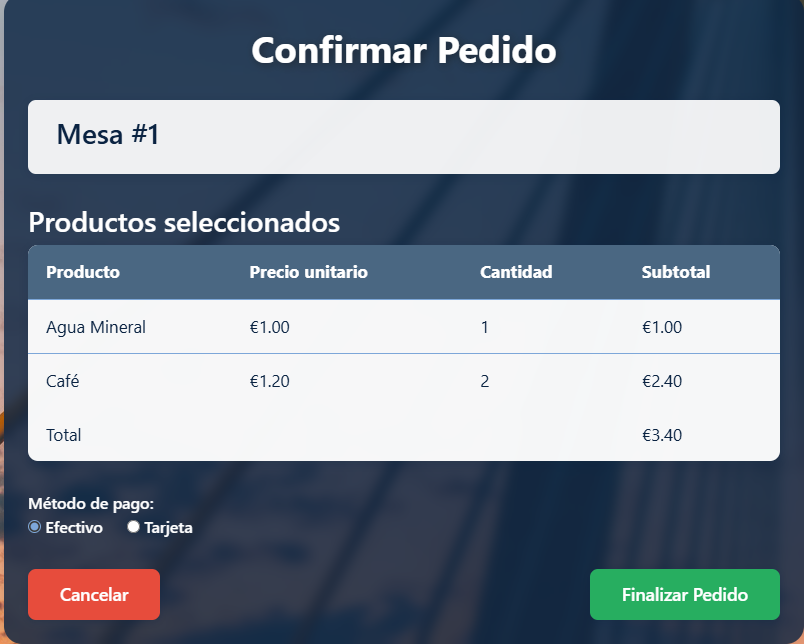 Confirmar Pedido
Mesa #1
Productos seleccionados
Producto Precio unitario Cantidad Subtotal
Agua Mineral €1.00 1 €1.00
Café €1.20 2 €2.40
Total €3.40
Método de pago:
Efectivo Tarjeta
Cancelar Finalizar Pedido